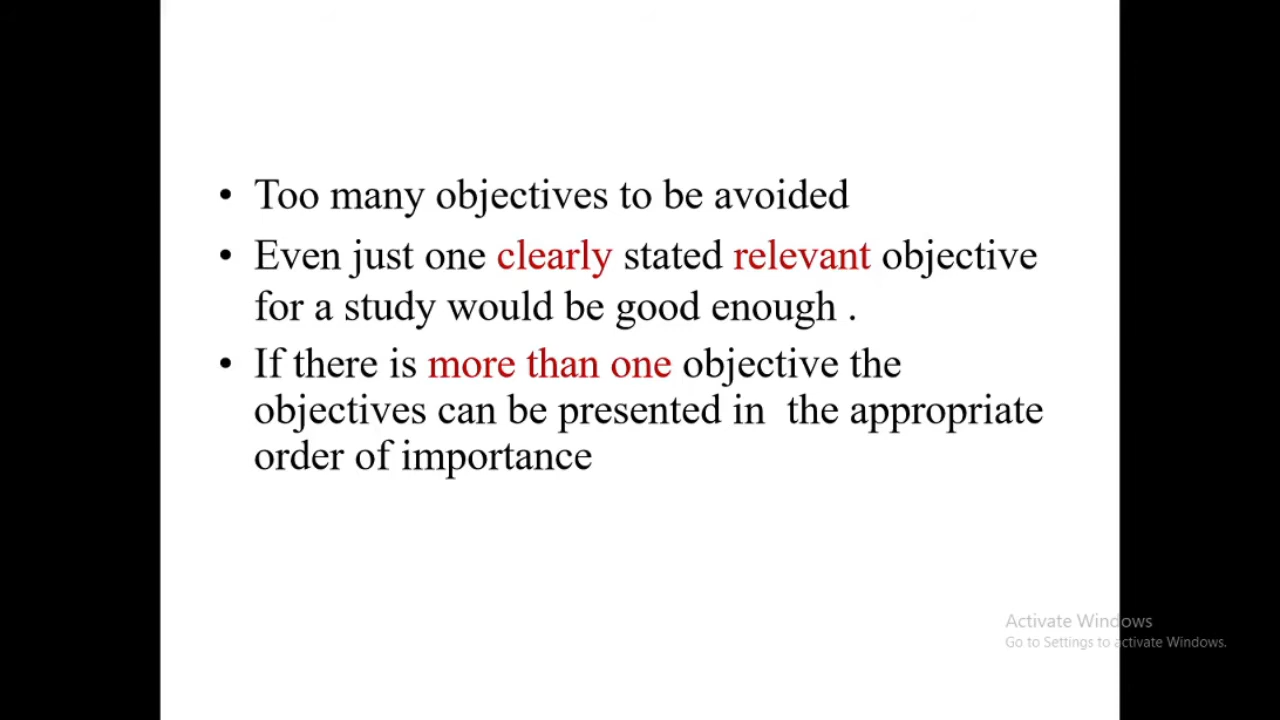 • Too many objectives to be avoided
• Even just one clearly stated relevant objective
for a study would be good enough .
• If there is more than one objective the
objectives can be presented in  the appropriate
order of importance
Activate Windows
Go to Settings to activate Windows.